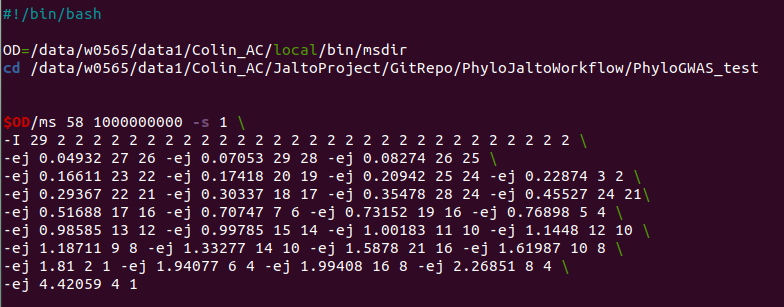 #!/bin/bash
OD=/data/w0565/data1/Colin_AC/local/bin/msdir
cd /data/w0565/data1/Colin_AC/JaltoProject/GitRepo/PhyloJaltoWorkflow/PhyloGWAS_test
$OD/ms 58 1000000000 -s 1 \
-I 29 2 2 2 2 2 2 2 2 2 2 2 2 2 2 2 2 2 2 2 2 2 2 2 2 2 2 2 2 2 \
-ej 0.04932 27 26 -ej 0.07053 29 28 -ej 0.08274 26 25 \
-ej 0.16611 23 22 -ej 0.17418 20 19 -ej 0.20942 25 24 -ej 0.22874 3 2 \
-ej 0.29367 22 21 -ej 0.30337 18 17 -ej 0.35478 28 24 -ej 0.45527 24 21\
-ej 0.51688 17 16 -ej 0.70747 7 6 -ej 0.73152 19 16 -ej 0.76898 5 4 \
-ej 0.98585 13 12 -ej 0.99785 15 14 -ej 1.00183 11 10 -ej 1.1448 12 10 \
-ej 1.18711 9 8 -ej 1.33277 14 10 -ej 1.5878 21 16 -ej 1.61987 10 8 \
-ej 1.81 2 1 -ej 1.94077 6 4 -ej 1.99408 16 8 -ej 2.26851 8 4 \
-ej 4.42059 4 1